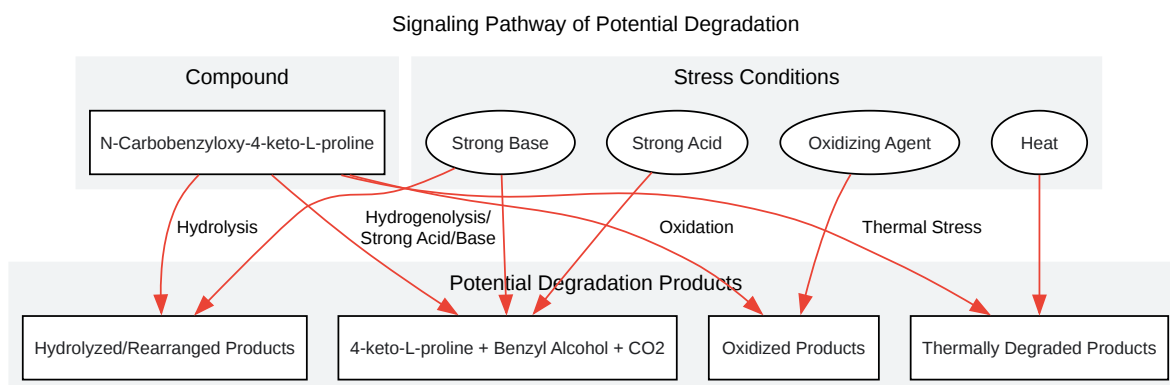 Signaling Pathway of Potential Degradation
Compound
Stress Conditions
N-Carbobenzyloxy-4-keto-L-proline
Strong Base
Strong Acid
Oxidizing Agent
Heat
Hydrolysis
Hydrogenolysis/
Strong Acid/Base
Oxidation
Thermal Stress
Potential Degradation Products
Hydrolyzed/Rearranged Products
4-keto-L-proline + Benzyl Alcohol + CO2
Oxidized Products
Thermally Degraded Products